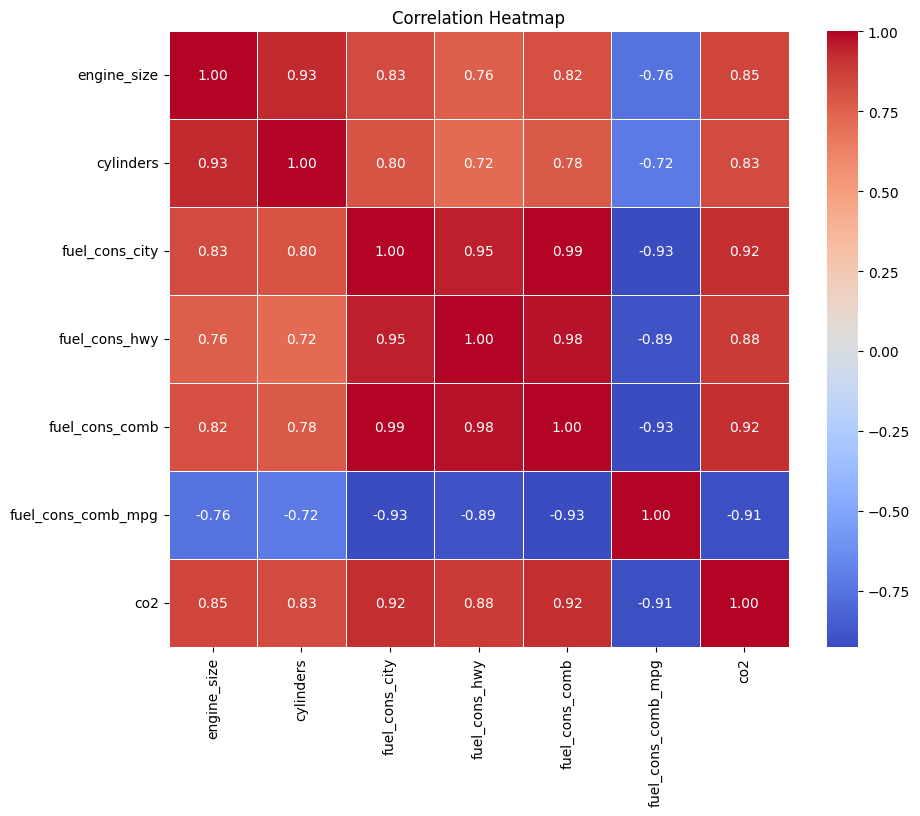 Correlation Heatmap
engine_size 1.00 0.93 0.83 0.76 0.82 -0.76 0.85
cylinders 0.93 1.00 0.80 0.72 0.78 -0.72 0.83
fuel_cons_city 0.83 0.80 1.00 0.95 0.99 -0.93 0.92
fuel_cons_hwy 0.76 0.72 0.95 1.00 0.98 -0.89 0.88
fuel_cons_comb 0.82 0.78 0.99 0.98 1.00 -0.93 0.92
fuel_cons_comb_mpg -0.76 -0.72 -0.93 -0.89 -0.93 1.00 -0.91
co2 0.85 0.83 0.92 0.88 0.92 -0.91 1.00
engine_size
cylinders
fuel_cons_city
fuel_cons_hwy
fuel_cons_comb
fuel_cons_comb_mpg
co2
1.00
0.75
0.50
0.25
0.00
−0.25
−0.50
−0.75